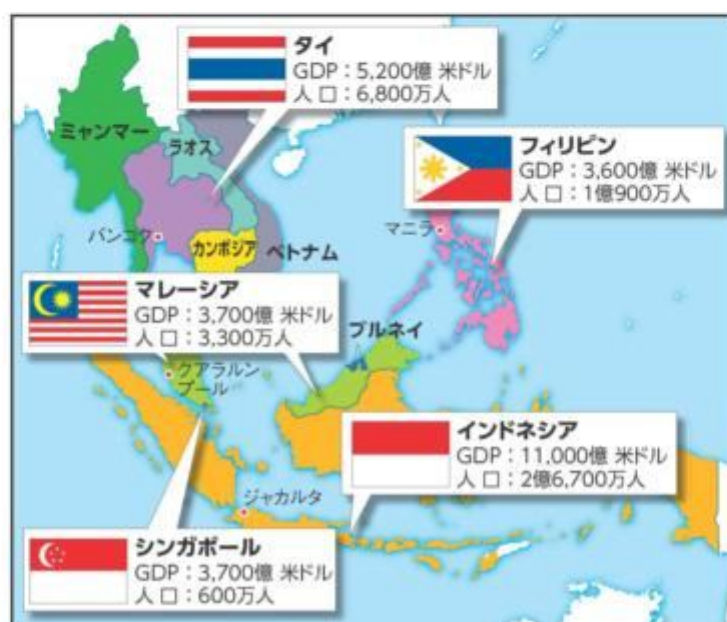 タイ
GDP：5,200億 米ドル
人口：6,800万人
ミャンマー
ラオス
フィリピン
GDP：3,600億 米ドル
人口：1億900万人
マニラ
バンコク
カンボジア
ベトナム
マレーシア
GDP：3,700億 米ドル
人口：3,300万人
ブルネイ
クアラルン
プール
インドネシア
GDP：11,000億 米ドル
人口：2億6,700万人
ジャカルタ
シンガポール
GDP：3,700億 米ドル
人口：600万人